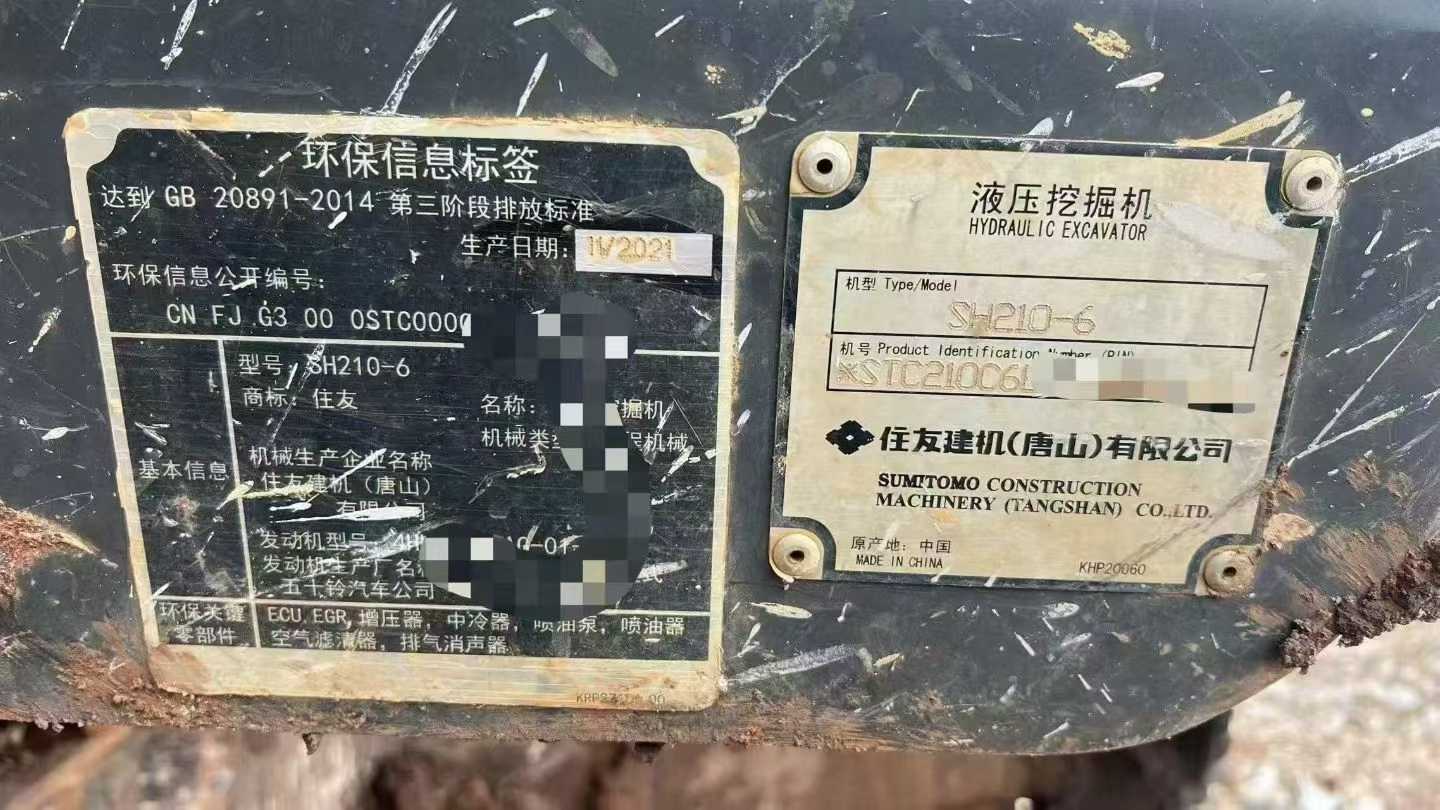 环保信息标签
达到 GB 20891-2014 第三阶段排放标准
生产日期: IV/2021
环保信息公开编号:
CN FJ G3 00 0STC000
型号: SH210-6
商标: 住友
名称: 挖掘机
机械类 机械
基本信息
机械生产企业名称
住友建机 (唐山)
有限公司
发动机型号: 4H
发动机生产厂名
五十铃汽车公司
环保关键
零部件
ECU, EGR, 增压器, 中冷器, 喷油泵, 喷油器
空气滤清器, 排气消声器
液压挖掘机
HYDRAULIC EXCAVATOR
机型 Type/Model
SH210-6
机号 Product Identification Number (PIN)
*STC210C6
住友建机(唐山)有限公司
SUMITOMO CONSTRUCTION
MACHINERY (TANGSHAN) CO.,LTD.
原产地: 中国
MADE IN CHINA
KHP20060